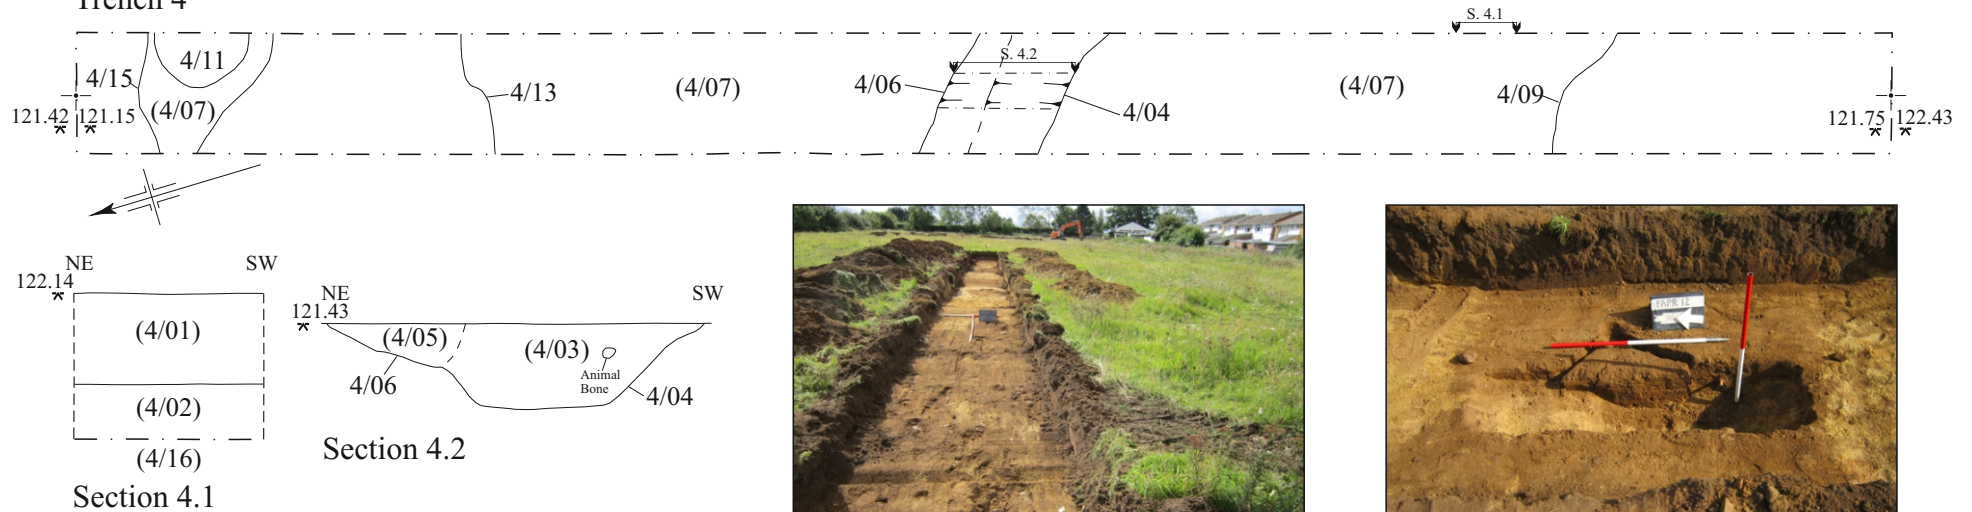 Trench 4
S. 4.1
4/11
4/15
(4/07)
4/13
(4/07)
4/06
S. 4.2
4/04
(4/07)
4/09
121.42 121.15
121.75 122.43
NE SW
122.14
(4/01)
(4/02)
(4/16)
Section 4.1
NE SW
121.43
(4/05)
(4/03)
Animal
Bone
4/06
4/04
Section 4.2